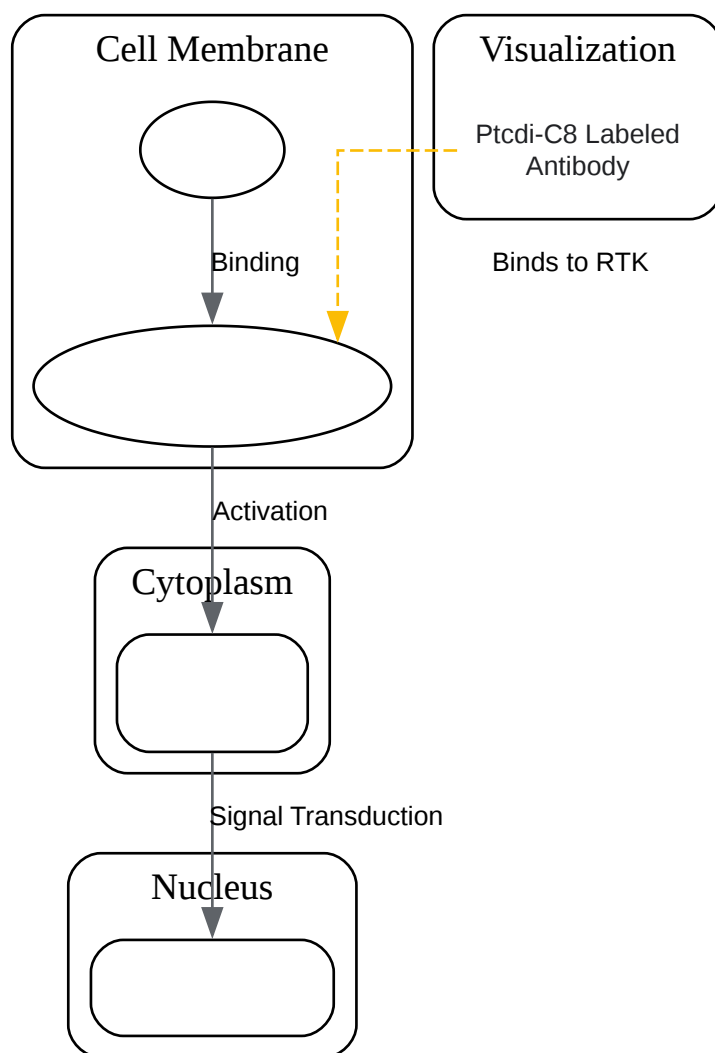 Cell Membrane
Visualization
Ptcdi-C8 Labeled
Antibody
Binding
Binds to RTK
Activation
Cytoplasm
Signal Transduction
Nucleus